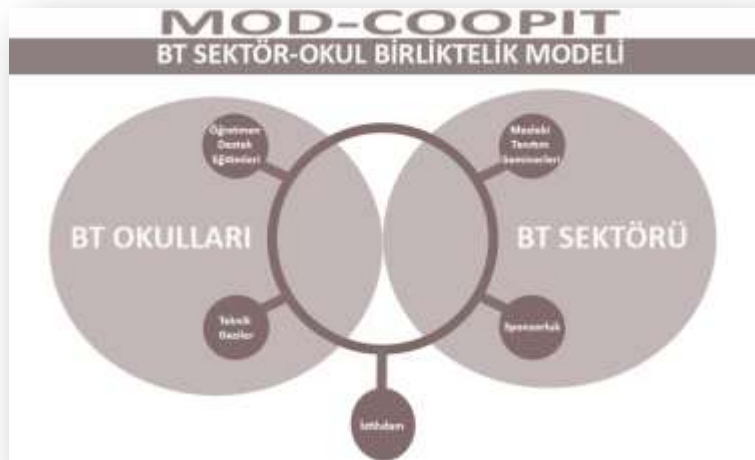 MOD-COOPIT
BT SEKTÖR-OKUL BİRLİKTELİK MODELİ
Öğretmen
Destek
Eğitimleri
Mesleki
Tanıtım
Seminerleri
BT OKULLARI
BT SEKTÖRÜ
Teknik
Geziler
Sponsorluk
İstihdam